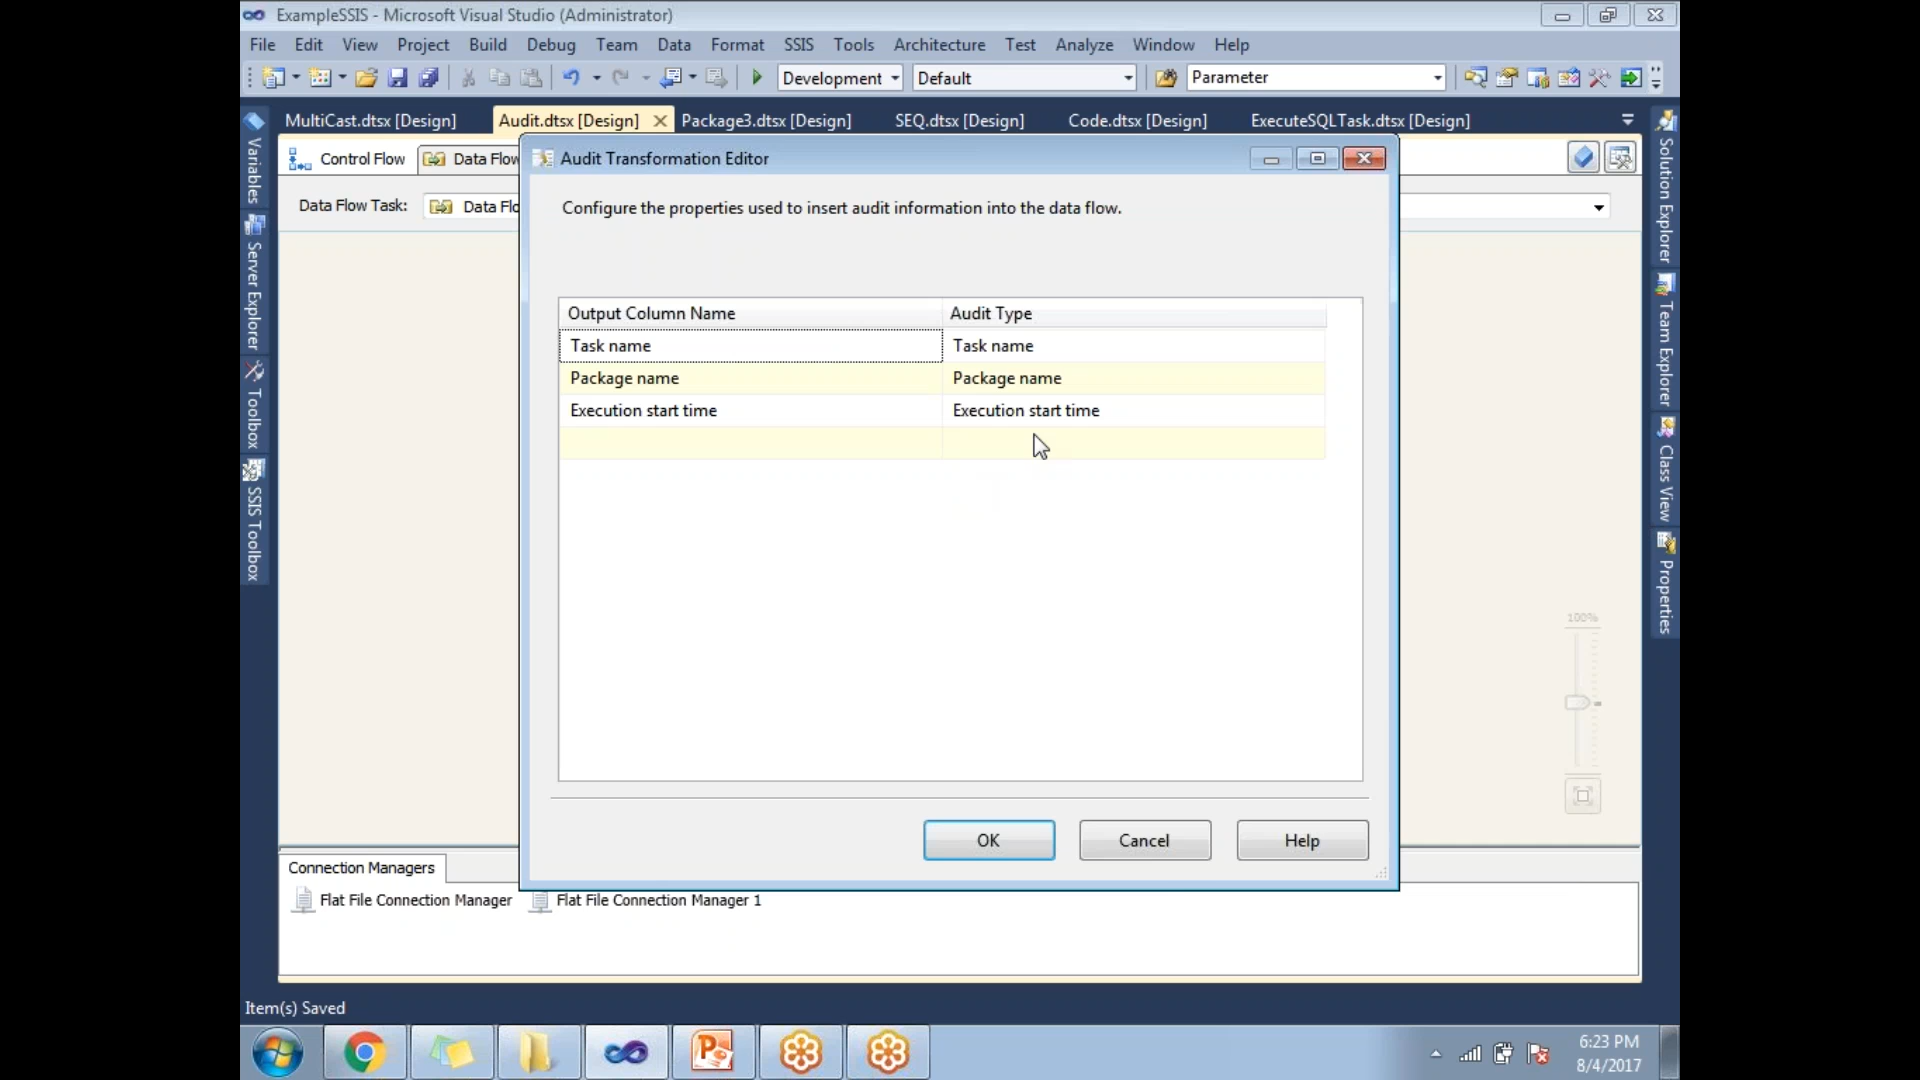 ExampleSSIS - Microsoft Visual Studio (Administrator)
File Edit View Project Build Debug Team Data Format SSIS Tools Architecture Test Analyze Window Help
Development Default Parameter
MultiCast.dtsx [Design] Audit.dtsx [Design] Package3.dtsx [Design] SEQ.dtsx [Design] Code.dtsx [Design] ExecuteSQLTask.dtsx [Design]
Control Flow Data Flow
Audit Transformation Editor
Data Flow Task: Data Flo
Configure the properties used to insert audit information into the data flow.
Output Column Name Audit Type
Task name Task name
Package name Package name
Execution start time Execution start time
OK Cancel Help
100%
Variables
Server Explorer
Toolbox
SSIS Toolbox
Solution Explorer
Team Explorer
Class View
Properties
Connection Managers
Flat File Connection Manager Flat File Connection Manager 1
Item(s) Saved
6:23 PM
8/4/2017